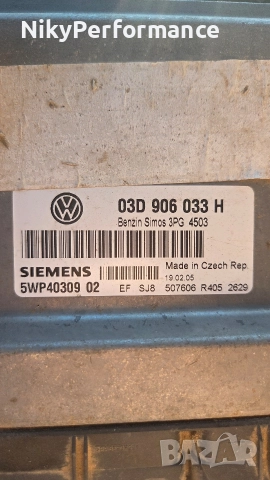 NikyPerformance
03D 906 033 H
Benzin Simos 3PG 4503
SIEMENS
Made in Czech Rep.
19.02.05
5WP40309 02 EF SJ8 507606 R405 2629
БАЗАР